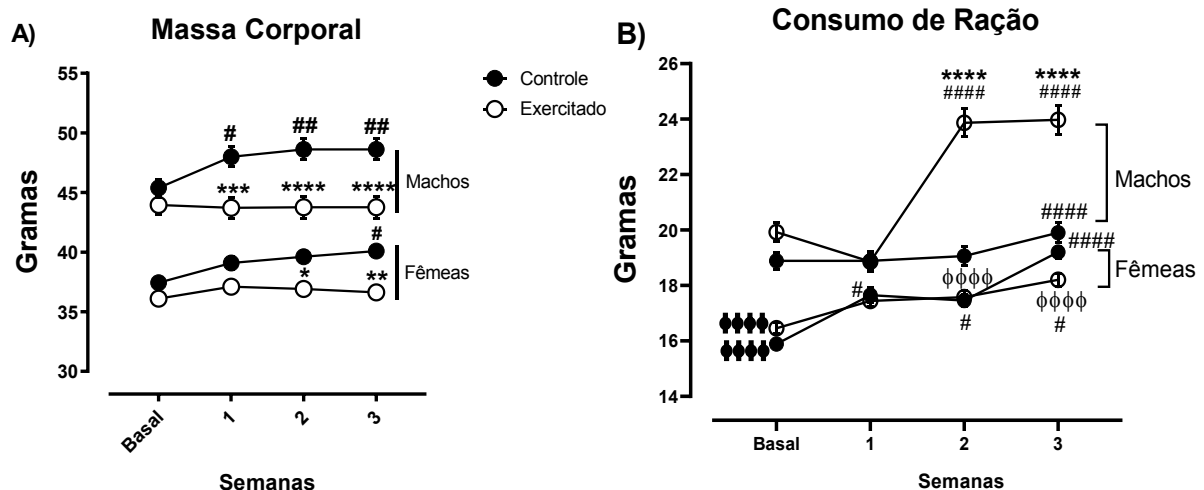 A) Massa Corporal
55
50
45
40
35
30
Gramas
Controle
Exercitado
# ## ##
*** **** ****
Machos
#
* **
Fêmeas
Basal 1 2 3
Semanas
B) Consumo de Ração
26
24
22
20
18
16
14
Gramas
**** ****
#### ####
Machos
####
####
Fêmeas
# ϕϕϕϕ
ϕϕϕϕ
# #
Basal 1 2 3
Semanas